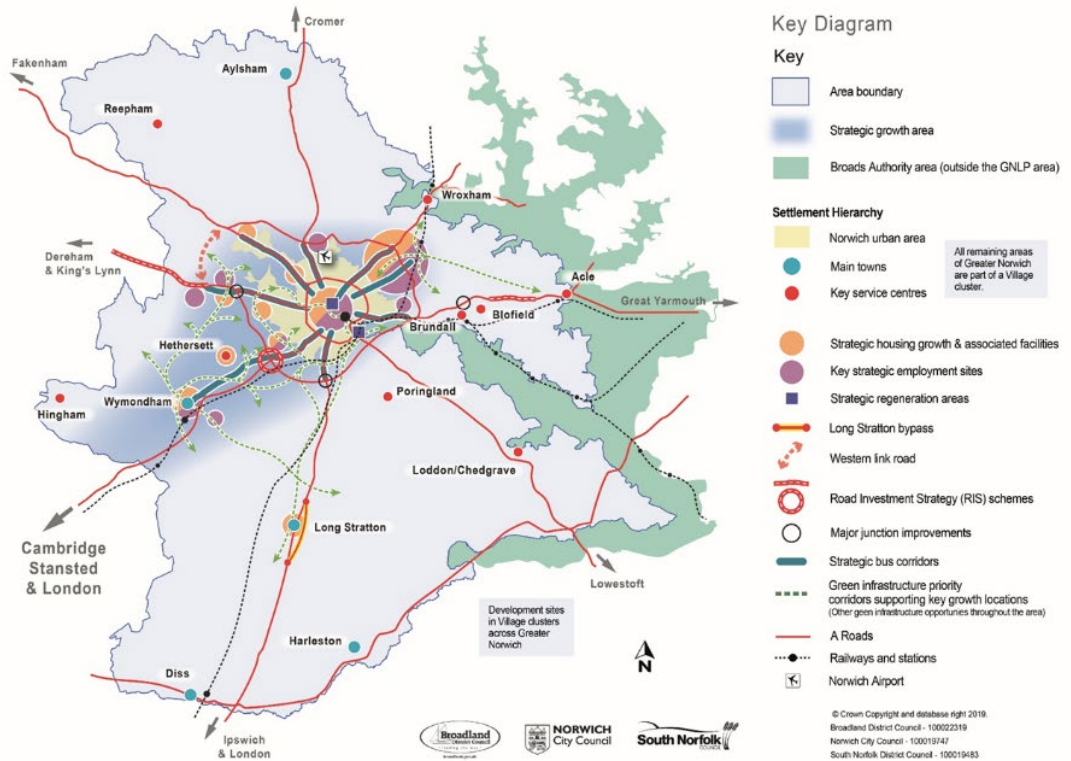 Key Diagram
Key
Area boundary
Strategic growth area
Broads Authority area (outside the GNLP area)
Settlement Hierarchy
Norwich urban area
Main towns
Key service centres
All remaining areas
of Greater Norwich
are part of a Village
cluster.
Strategic housing growth & associated facilities
Key strategic employment sites
Strategic regeneration areas
Long Stratton bypass
Western link road
Road Investment Strategy (RIS) schemes
Major junction improvements
Strategic bus corridors
Green infrastructure priority
corridors supporting key growth locations
(Other geen infrastructure opportunies throughout the area)
A Roads
Railways and stations
Norwich Airport
© Crown Copyright and database right 2019.
Broadland District Council - 100022319
Norwich City Council - 100019747
South Norfolk District Council - 100019483
Cromer
Fakenham
Aylsham
Reepham
Wroxham
Dereham
& King's Lynn
Acle
Great Yarmouth
Blofield
Brundall
Hethersett
Wymondham
Hingham
Poringland
Loddon/Chedgrave
Cambridge
Stansted
& London
Long Stratton
Lowestoft
Development sites
in Village clusters
across Greater
Norwich
Harleston
Diss
N
Ipswich
& London
Broadland
District Council
NORWICH
City Council
South Norfolk
COUNCIL